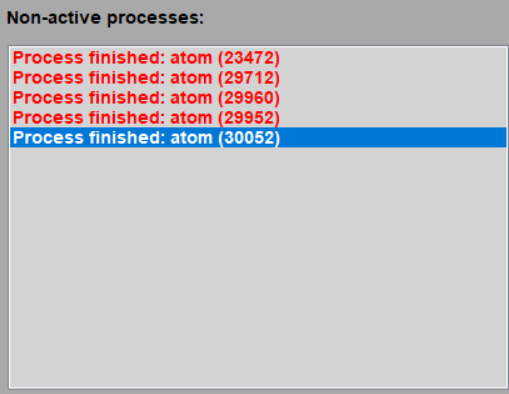 Non-active processes:
Process finished: atom (23472)
Process finished: atom (29712)
Process finished: atom (29960)
Process finished: atom (29952)
Process finished: atom (30052)